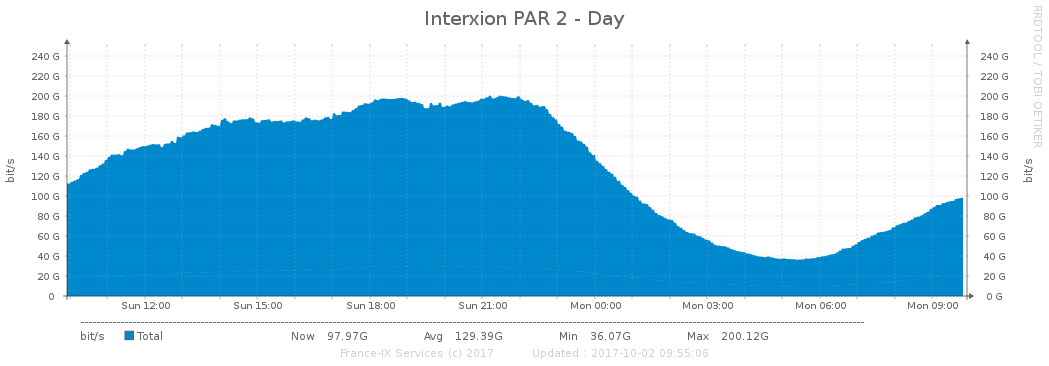 Interxion PAR 2 - Day
RRDTOOL / TOBI OETIKER
bit/s
240 G 240 G
220 G 220 G
200 G 200 G
180 G 180 G
160 G 160 G
140 G 140 G
120 G 120 G
100 G 100 G
80 G 80 G
60 G 60 G
40 G 40 G
20 G 20 G
0 0 G
bit/s
Sun 12:00 Sun 15:00 Sun 18:00 Sun 21:00 Mon 00:00 Mon 03:00 Mon 06:00 Mon 09:00
bit/s Total Now 97.97G Avg 129.39G Min 36.07G Max 200.12G
France-IX Services (c) 2017 Updated : 2017-10-02 09:55:06